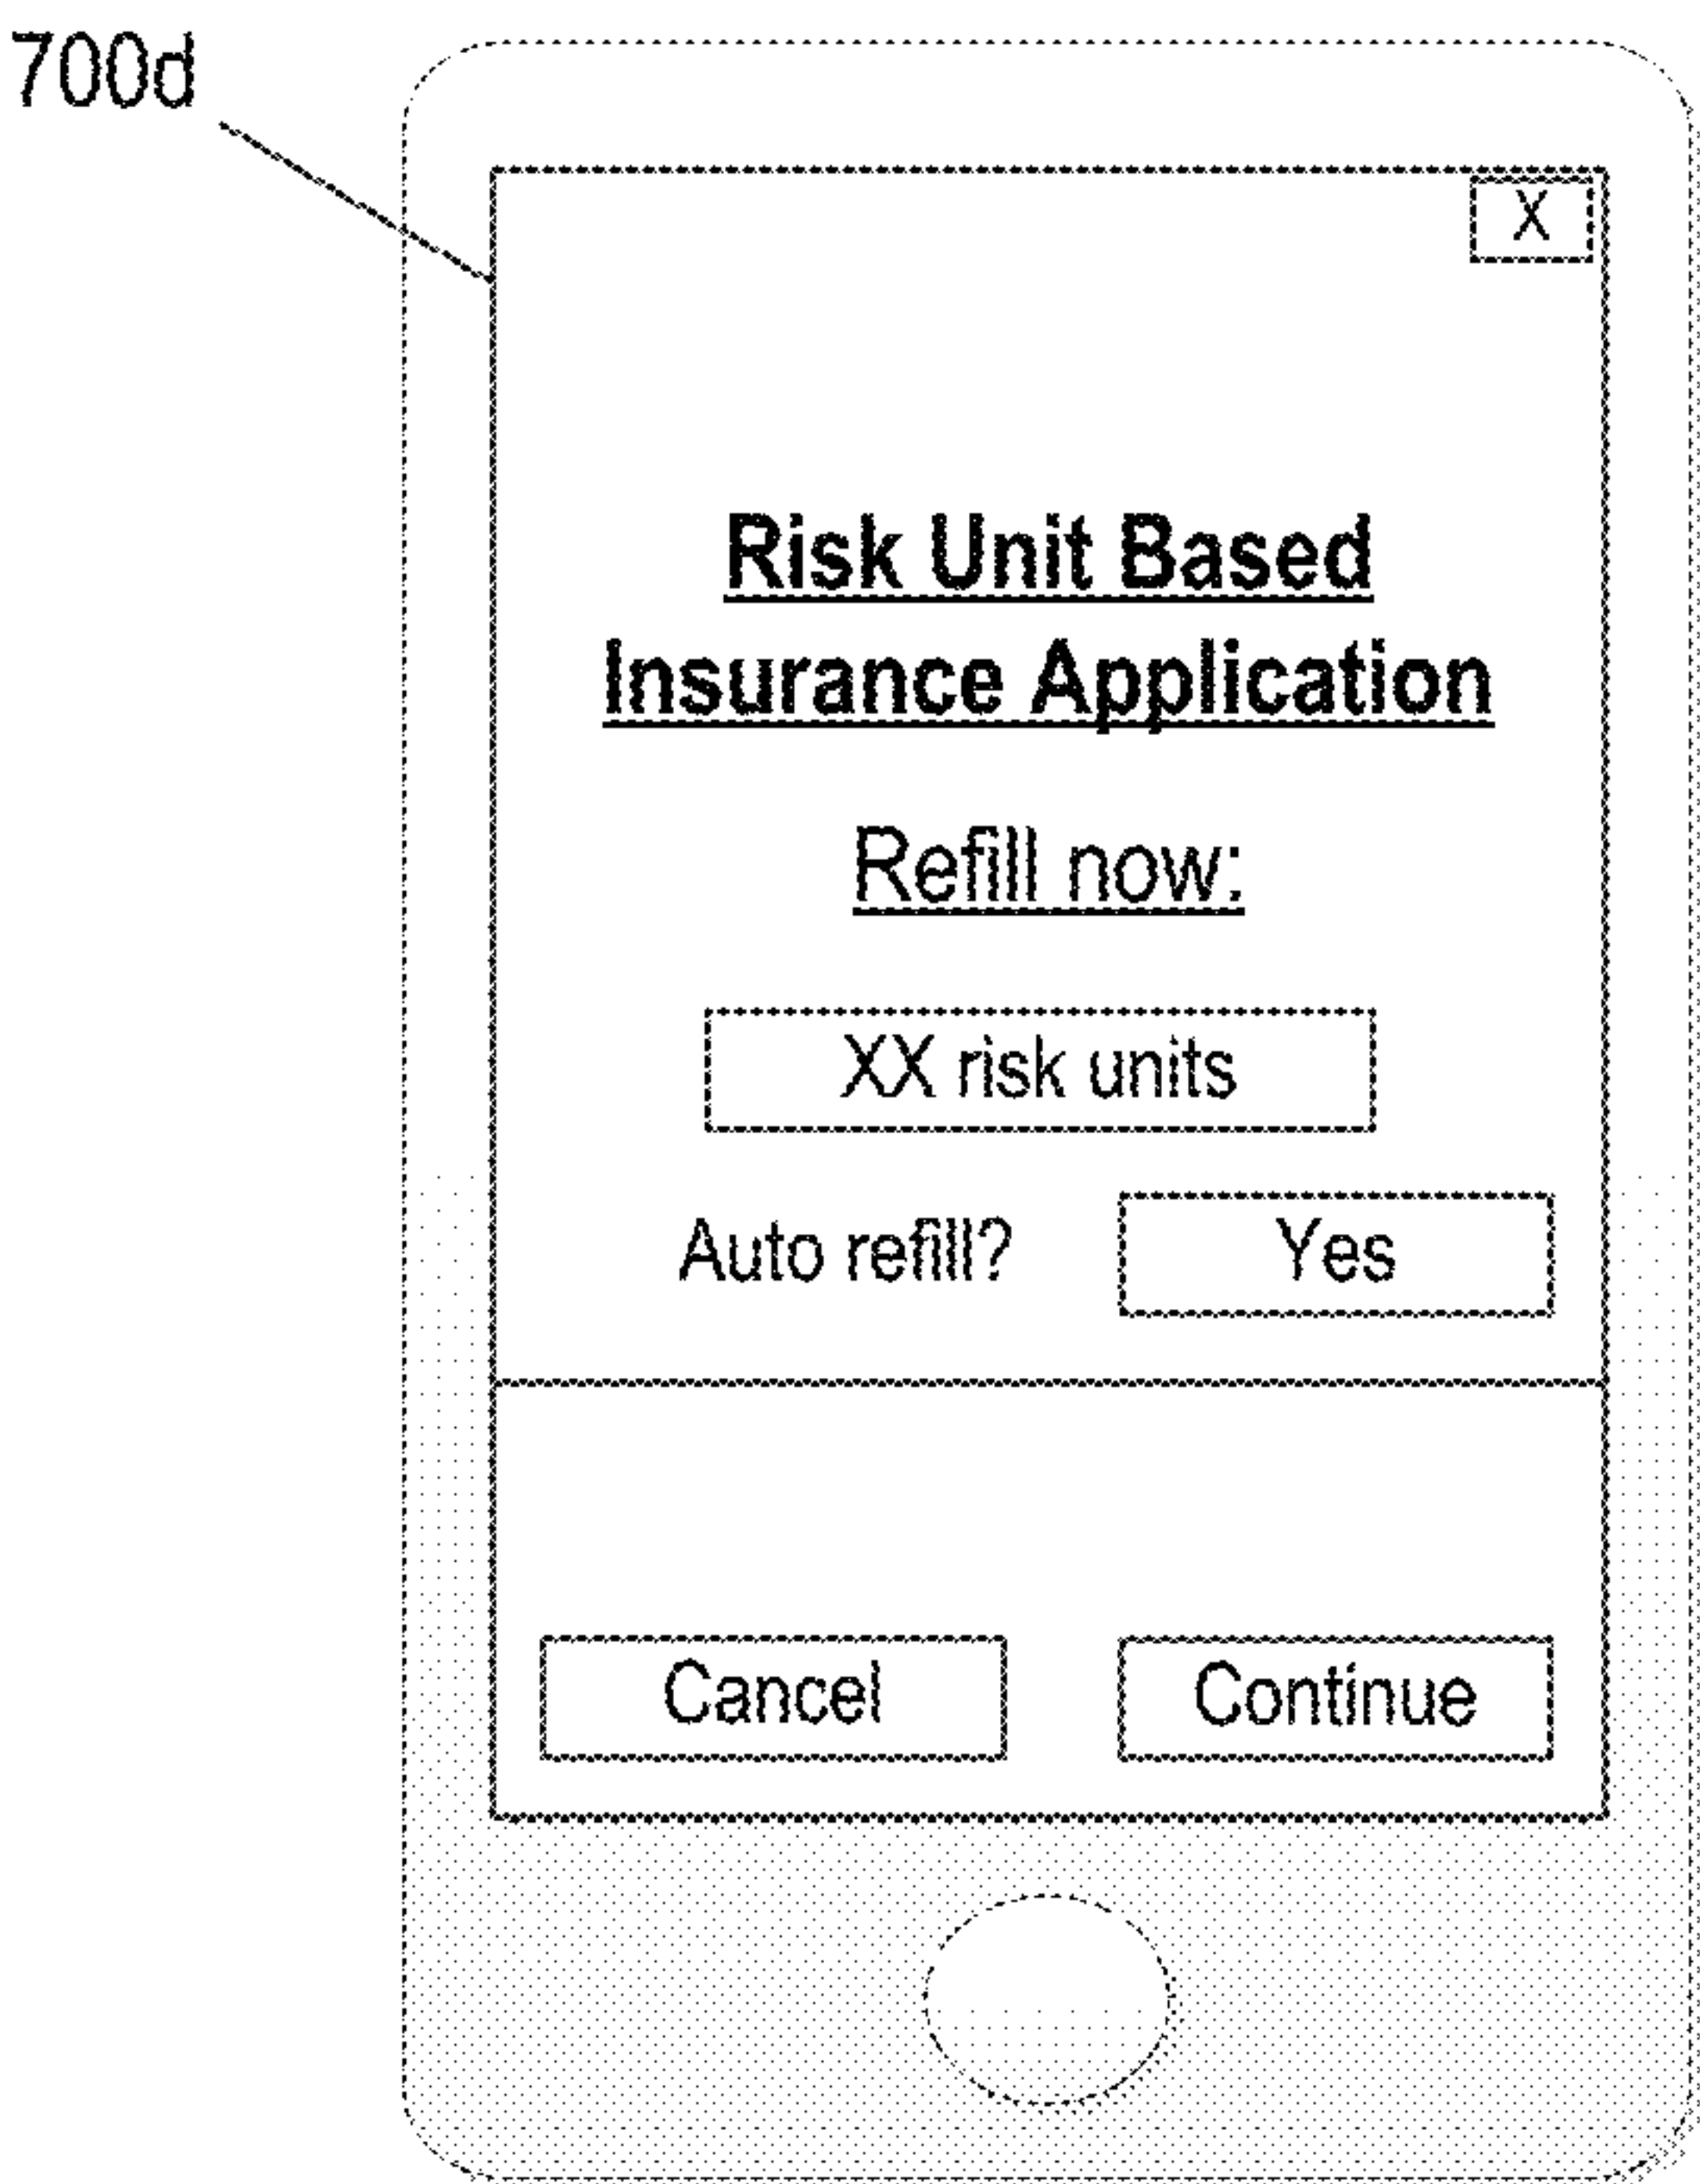 700d
X
Risk Unit Based
Insurance Application
Refill now:
XX risk units
Auto refill? Yes
Cancel Continue